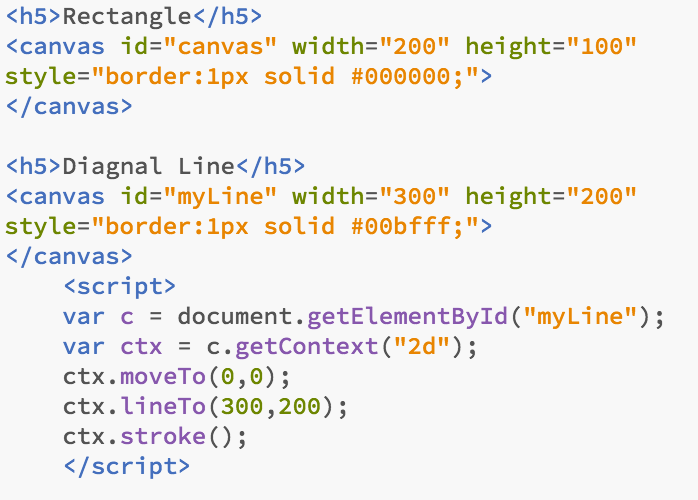 <h5>Rectangle</h5>
<canvas id="canvas" width="200" height="100"
style="border:1px solid #000000;">
</canvas>

<h5>Diagnal Line</h5>
<canvas id="myLine" width="300" height="200"
style="border:1px solid #00bfff;">
</canvas>
    <script>
    var c = document.getElementById("myLine");
    var ctx = c.getContext("2d");
    ctx.moveTo(0,0);
    ctx.lineTo(300,200);
    ctx.stroke();
    </script>